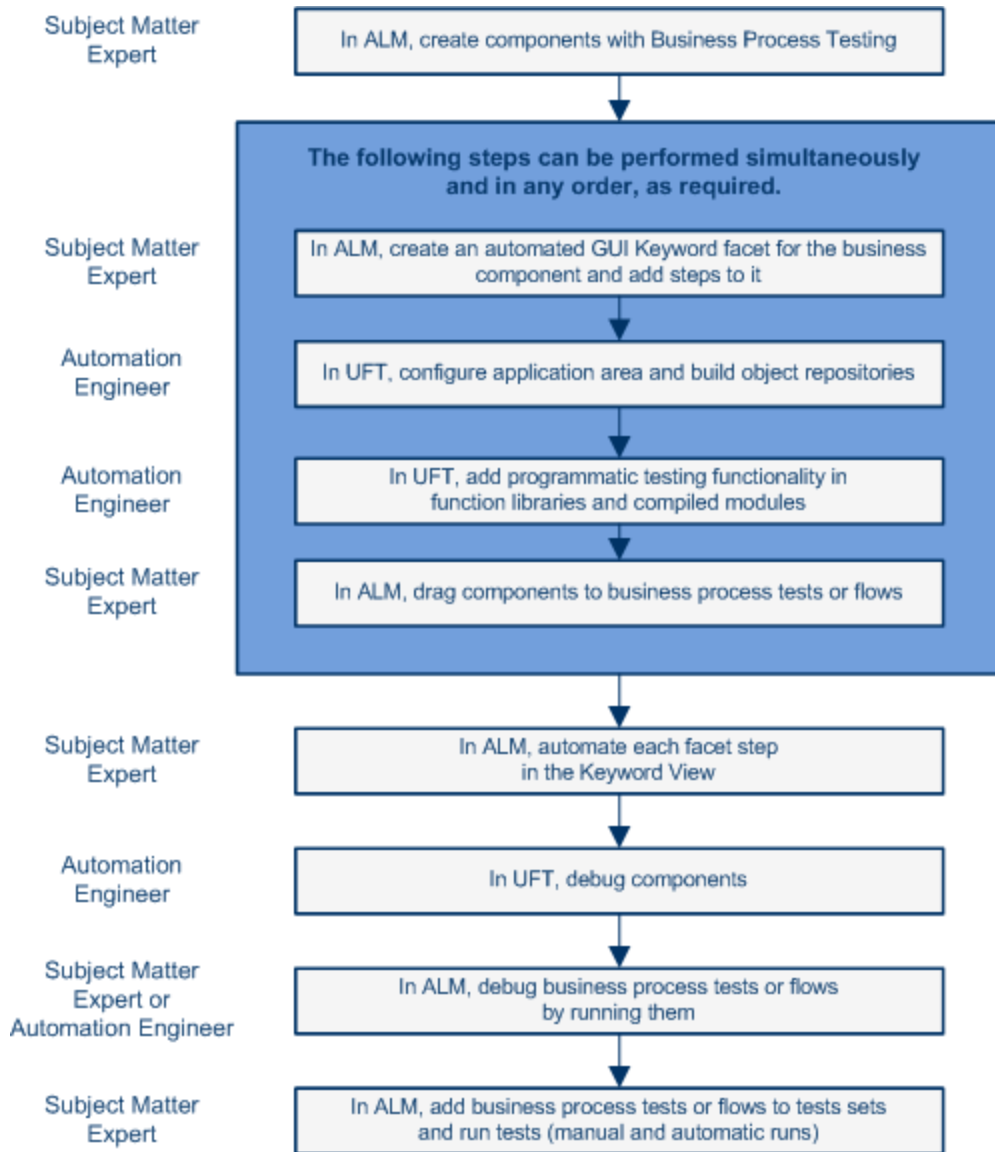 Subject Matter
Expert
In ALM, create components with Business Process Testing
The following steps can be performed simultaneously
and in any order, as required.
Subject Matter
Expert
In ALM, create an automated GUI Keyword facet for the business
component and add steps to it
Automation
Engineer
In UFT, configure application area and build object repositories
Automation
Engineer
In UFT, add programmatic testing functionality in
function libraries and compiled modules
Subject Matter
Expert
In ALM, drag components to business process tests or flows
Subject Matter
Expert
In ALM, automate each facet step
in the Keyword View
Automation
Engineer
In UFT, debug components
Subject Matter
Expert or
Automation Engineer
In ALM, debug business process tests or flows
by running them
Subject Matter
Expert
In ALM, add business process tests or flows to tests sets
and run tests (manual and automatic runs)